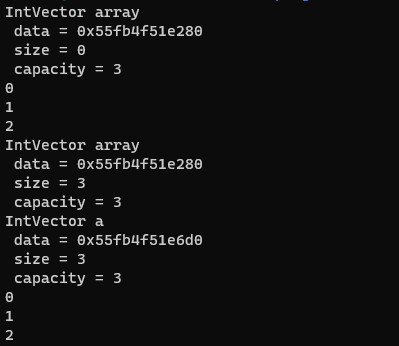 IntVector array
 data = 0x55fb4f51e280
 size = 0
 capacity = 3
0
1
2
IntVector array
 data = 0x55fb4f51e280
 size = 3
 capacity = 3
IntVector a
 data = 0x55fb4f51e6d0
 size = 3
 capacity = 3
0
1
2